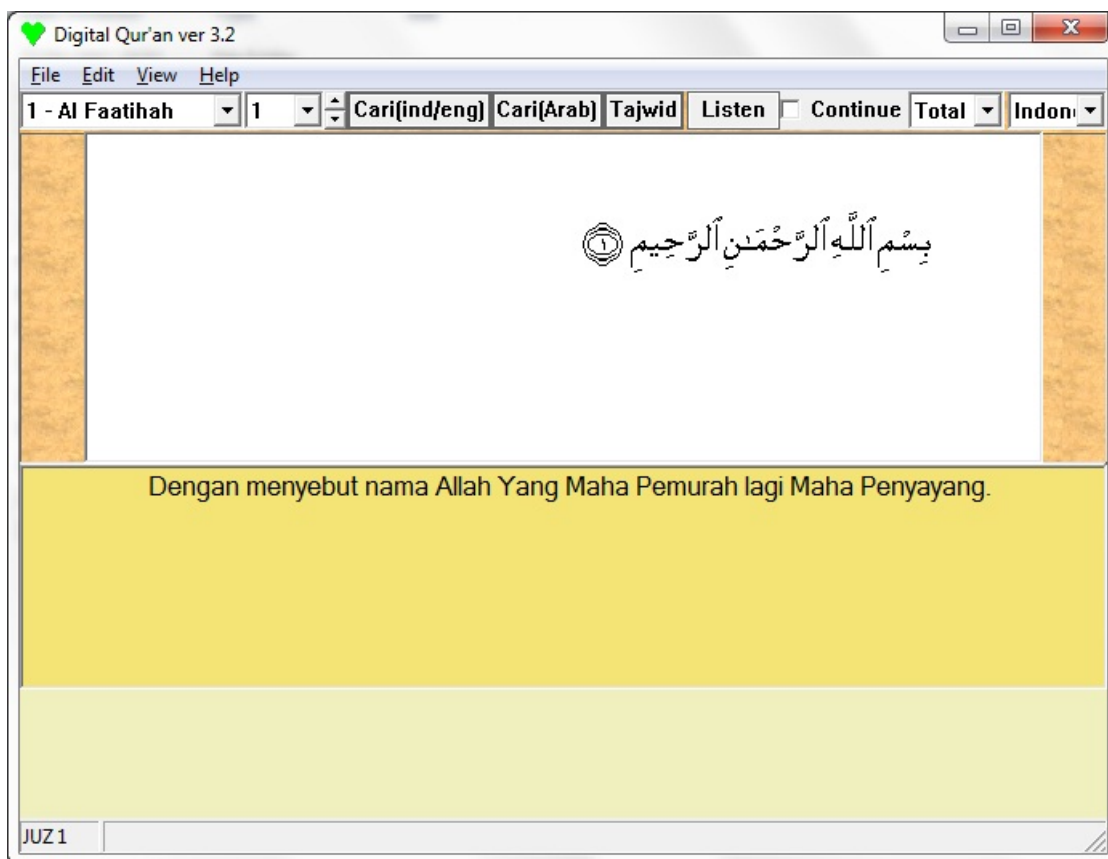 Digital Qur'an ver 3.2
File Edit View Help
1 - Al Faatihah 1 Cari(ind/eng) Cari(Arab) Tajwid Listen Continue Total Indon
بِسْمِ ٱللَّهِ ٱلرَّحْمَـٰنِ ٱلرَّحِيمِ ١
Dengan menyebut nama Allah Yang Maha Pemurah lagi Maha Penyayang.
JUZ 1